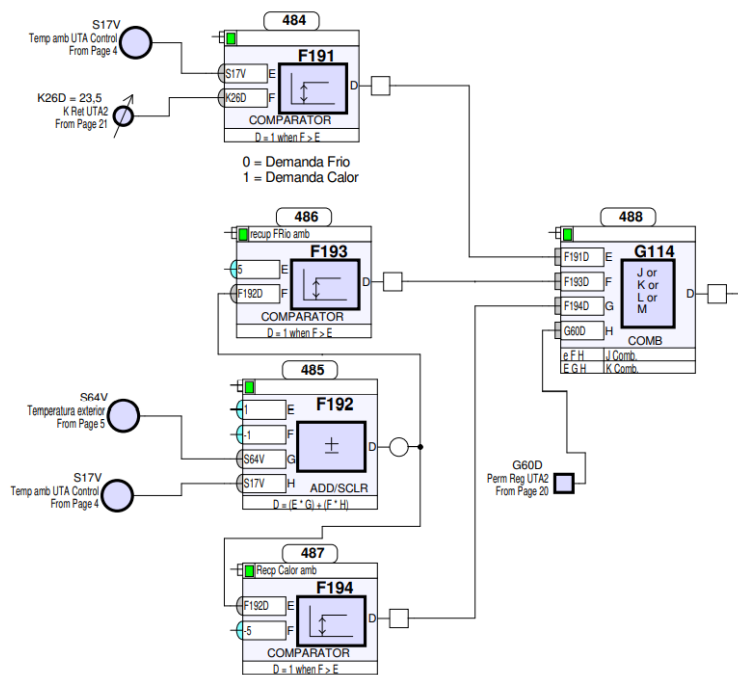 S17V
Temp amb UTA Control
From Page 4
K26D = 23,5
K Ret UTA2
From Page 21
484
F191
S17V E
K26D F
D
COMPARATOR
D = 1 when F > E
0 = Demanda Frio
1 = Demanda Calor
486
recup FRio amb
F193
5 E
F192D F
D
COMPARATOR
D = 1 when F > E
488
G114
F191D E
F193D F
F194D G
G60D H
J or
K or
L or
M
D
COMB
e F H J Comb.
E G H K Comb.
485
F192
1 E
-1 F
S64V G
S17V H
±
D
ADD/SCLR
D = (E * G) + (F * H)
S64V
Temperatura exterior
From Page 5
S17V
Temp amb UTA Control
From Page 4
G60D
Perm Reg UTA2
From Page 20
487
Recp Calor amb
F194
F192D E
-5 F
D
COMPARATOR
D = 1 when F > E